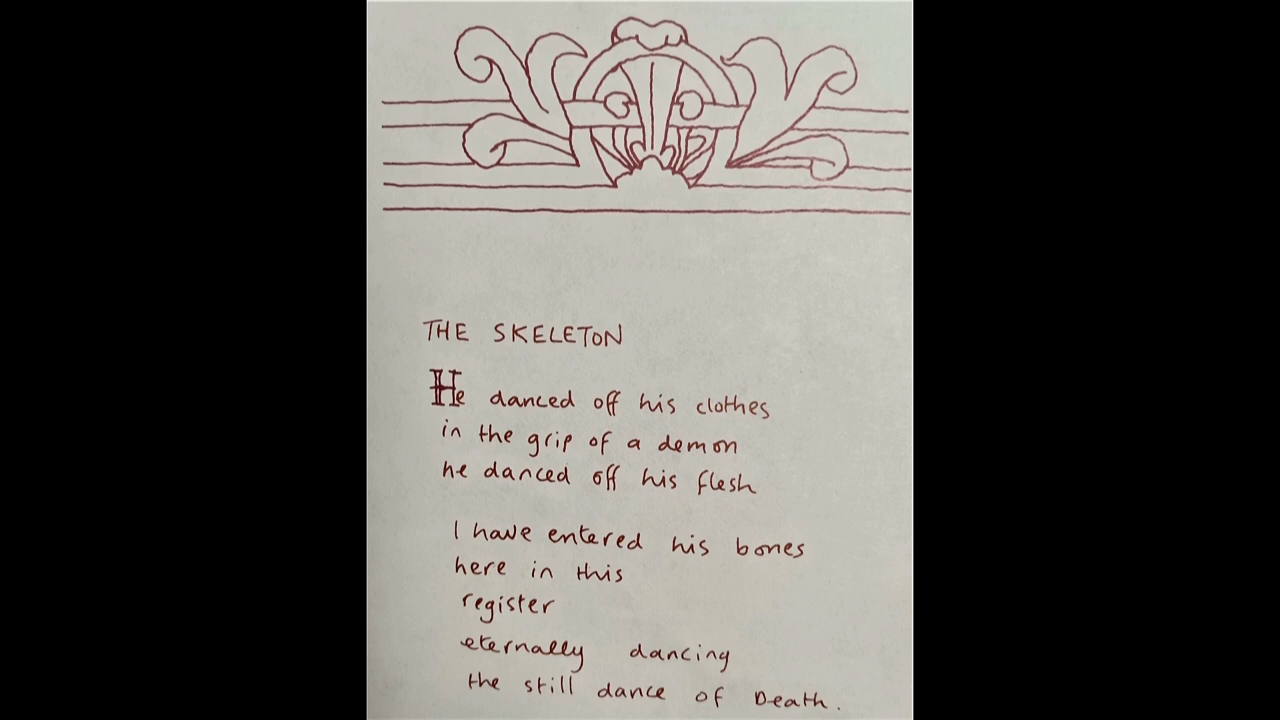 THE SKELETON
He danced off his clothes
in the grip of a demon
he danced off his flesh
I have entered his bones
here in this
register
eternally dancing
the still dance of Death.